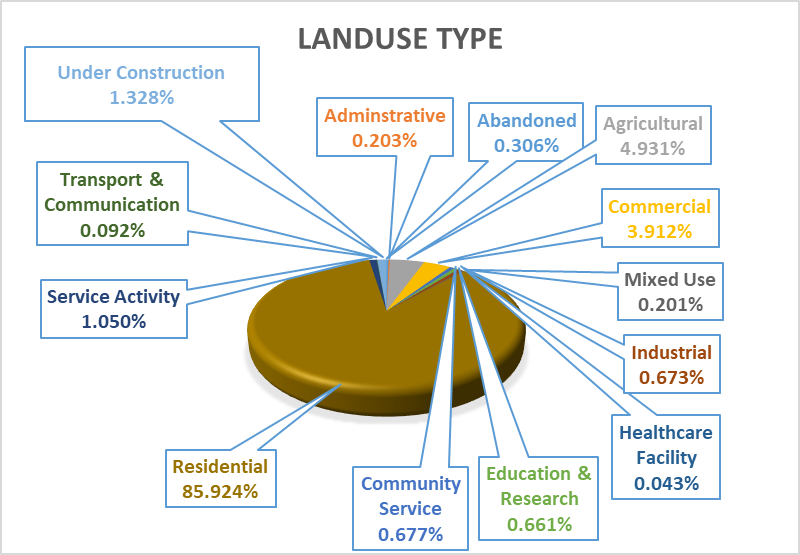 LANDUSE TYPE
Under Construction
1.328%
Adminstrative
0.203%
Abandoned
0.306%
Agricultural
4.931%
Transport &
Communication
0.092%
Commercial
3.912%
Service Activity
1.050%
Mixed Use
0.201%
Industrial
0.673%
Healthcare
Facility
0.043%
Residential
85.924%
Community
Service
0.677%
Education &
Research
0.661%